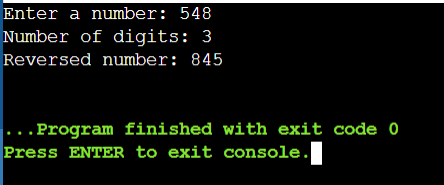 Enter a number: 548
Number of digits: 3
Reversed number: 845
...Program finished with exit code 0
Press ENTER to exit console.